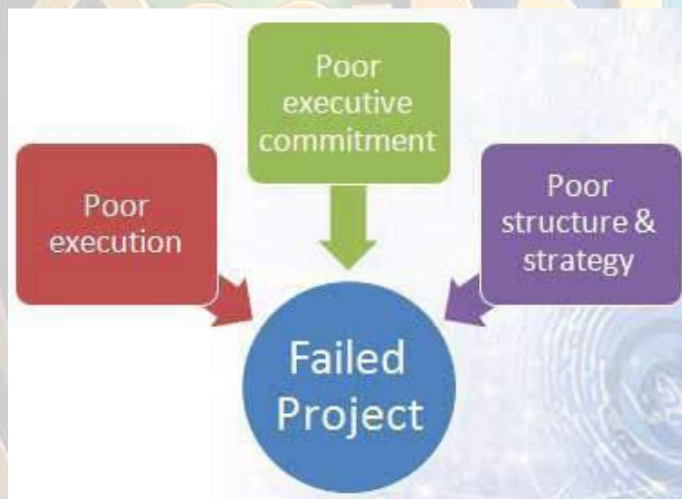 Poor
executive
commitment
Poor
execution
Poor
structure &
strategy
Failed
Project